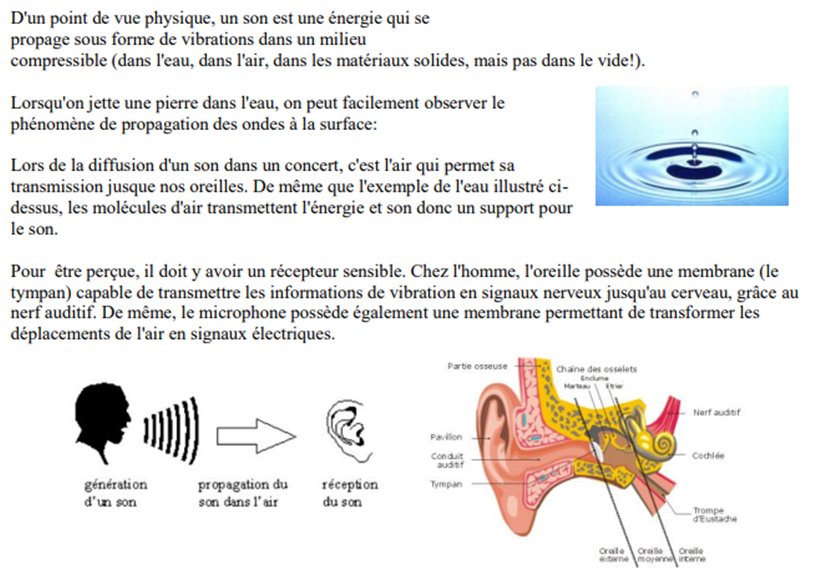 D'un point de vue physique, un son est une énergie qui se
propage sous forme de vibrations dans un milieu
compressible (dans l'eau, dans l'air, dans les matériaux solides, mais pas dans le vide!).
Lorsqu'on jette une pierre dans l'eau, on peut facilement observer le
phénomène de propagation des ondes à la surface:
Lors de la diffusion d'un son dans un concert, c'est l'air qui permet sa
transmission jusque nos oreilles. De même que l'exemple de l'eau illustré ci-
dessus, les molécules d'air transmettent l'énergie et son donc un support pour
le son.
Pour être perçue, il doit y avoir un récepteur sensible. Chez l'homme, l'oreille possède une membrane (le
tympan) capable de transmettre les informations de vibration en signaux nerveux jusqu'au cerveau, grâce au
nerf auditif. De même, le microphone possède également une membrane permettant de transformer les
déplacements de l'air en signaux électriques.
génération
d'un son
propagation du
son dans l'air
réception
du son
Partie osseuse
Chaîne des osselets
Enclume
Marteau
Etrier
Nerf auditif
Pavillon
Conduit
auditif
Tympan
Cochlée
Trompe
d'Eustache
Oreille
externe
Oreille
moyenne
Oreille
interne